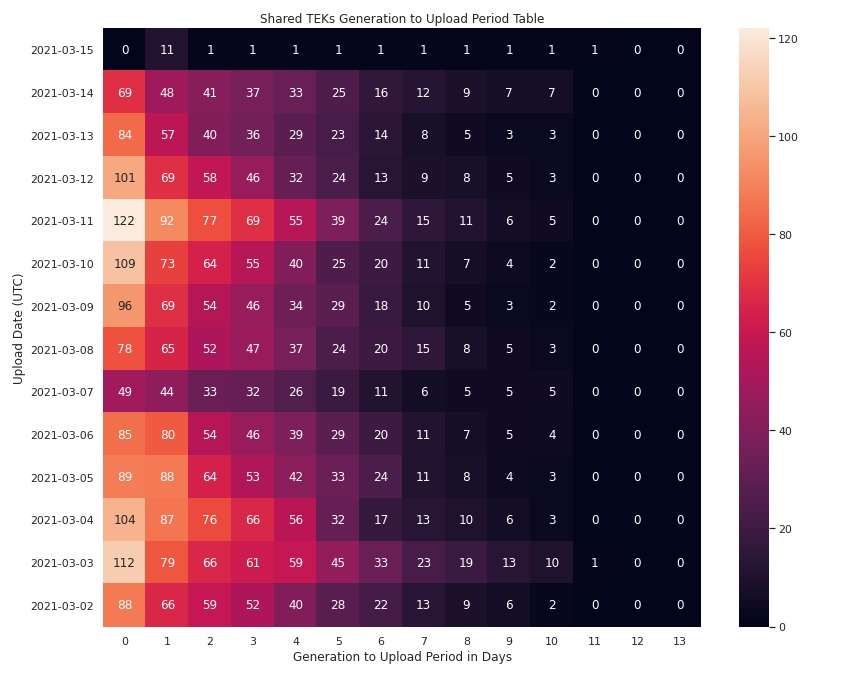 Shared TEKs Generation to Upload Period Table
2021-03-15 0 11 1 1 1 1 1 1 1 1 1 1 0 0
2021-03-14 69 48 41 37 33 25 16 12 9 7 7 0 0 0
2021-03-13 84 57 40 36 29 23 14 8 5 3 3 0 0 0
2021-03-12 101 69 58 46 32 24 13 9 8 5 3 0 0 0
2021-03-11 122 92 77 69 55 39 24 15 11 6 5 0 0 0
2021-03-10 109 73 64 55 40 25 20 11 7 4 2 0 0 0
2021-03-09 96 69 54 46 34 29 18 10 5 3 2 0 0 0
2021-03-08 78 65 52 47 37 24 20 15 8 5 3 0 0 0
2021-03-07 49 44 33 32 26 19 11 6 5 5 5 0 0 0
2021-03-06 85 80 54 46 39 29 20 11 7 5 4 0 0 0
2021-03-05 89 88 64 53 42 33 24 11 8 4 3 0 0 0
2021-03-04 104 87 76 66 56 32 17 13 10 6 3 0 0 0
2021-03-03 112 79 66 61 59 45 33 23 19 13 10 1 0 0
2021-03-02 88 66 59 52 40 28 22 13 9 6 2 0 0 0
0 1 2 3 4 5 6 7 8 9 10 11 12 13
Generation to Upload Period in Days
Upload Date (UTC)
120
100
80
60
40
20
0